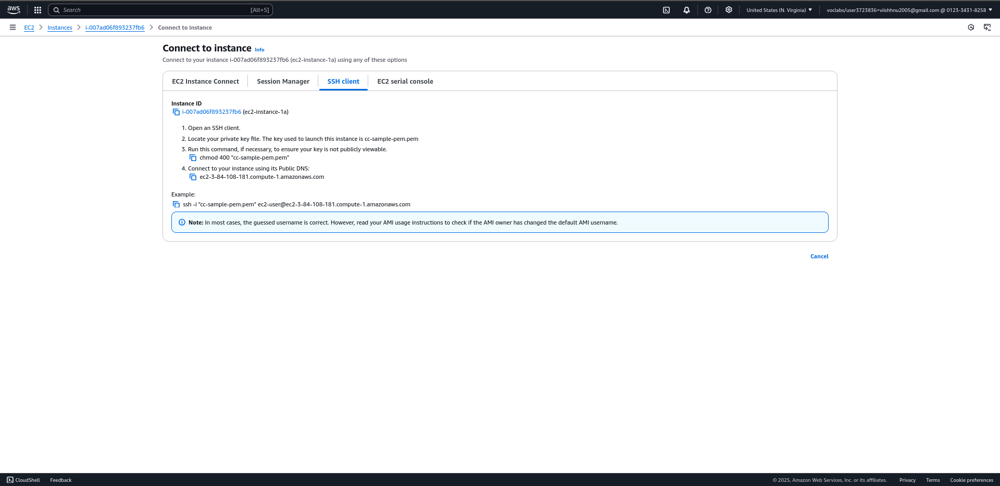 aws
Search [Alt+S]
United States (N. Virginia)
voclabs/user3723836=viishhnu2005@gmail.com @ 0123-3431-8258
EC2
Instances
i-007ad06f893237fb6
Connect to instance
Connect to instance Info
Connect to your instance i-007ad06f893237fb6 (ec2-instance-1a) using any of these options
EC2 Instance Connect
Session Manager
SSH client
EC2 serial console
Instance ID
i-007ad06f893237fb6 (ec2-instance-1a)
1. Open an SSH client.
2. Locate your private key file. The key used to launch this instance is cc-sample-pem.pem
3. Run this command, if necessary, to ensure your key is not publicly viewable.
chmod 400 "cc-sample-pem.pem"
4. Connect to your instance using its Public DNS:
ec2-3-84-108-181.compute-1.amazonaws.com
Example:
ssh -i "cc-sample-pem.pem" ec2-user@ec2-3-84-108-181.compute-1.amazonaws.com
Note: In most cases, the guessed username is correct. However, read your AMI usage instructions to check if the AMI owner has changed the default AMI username.
Cancel
CloudShell
Feedback
© 2025, Amazon Web Services, Inc. or its affiliates.
Privacy
Terms
Cookie preferences